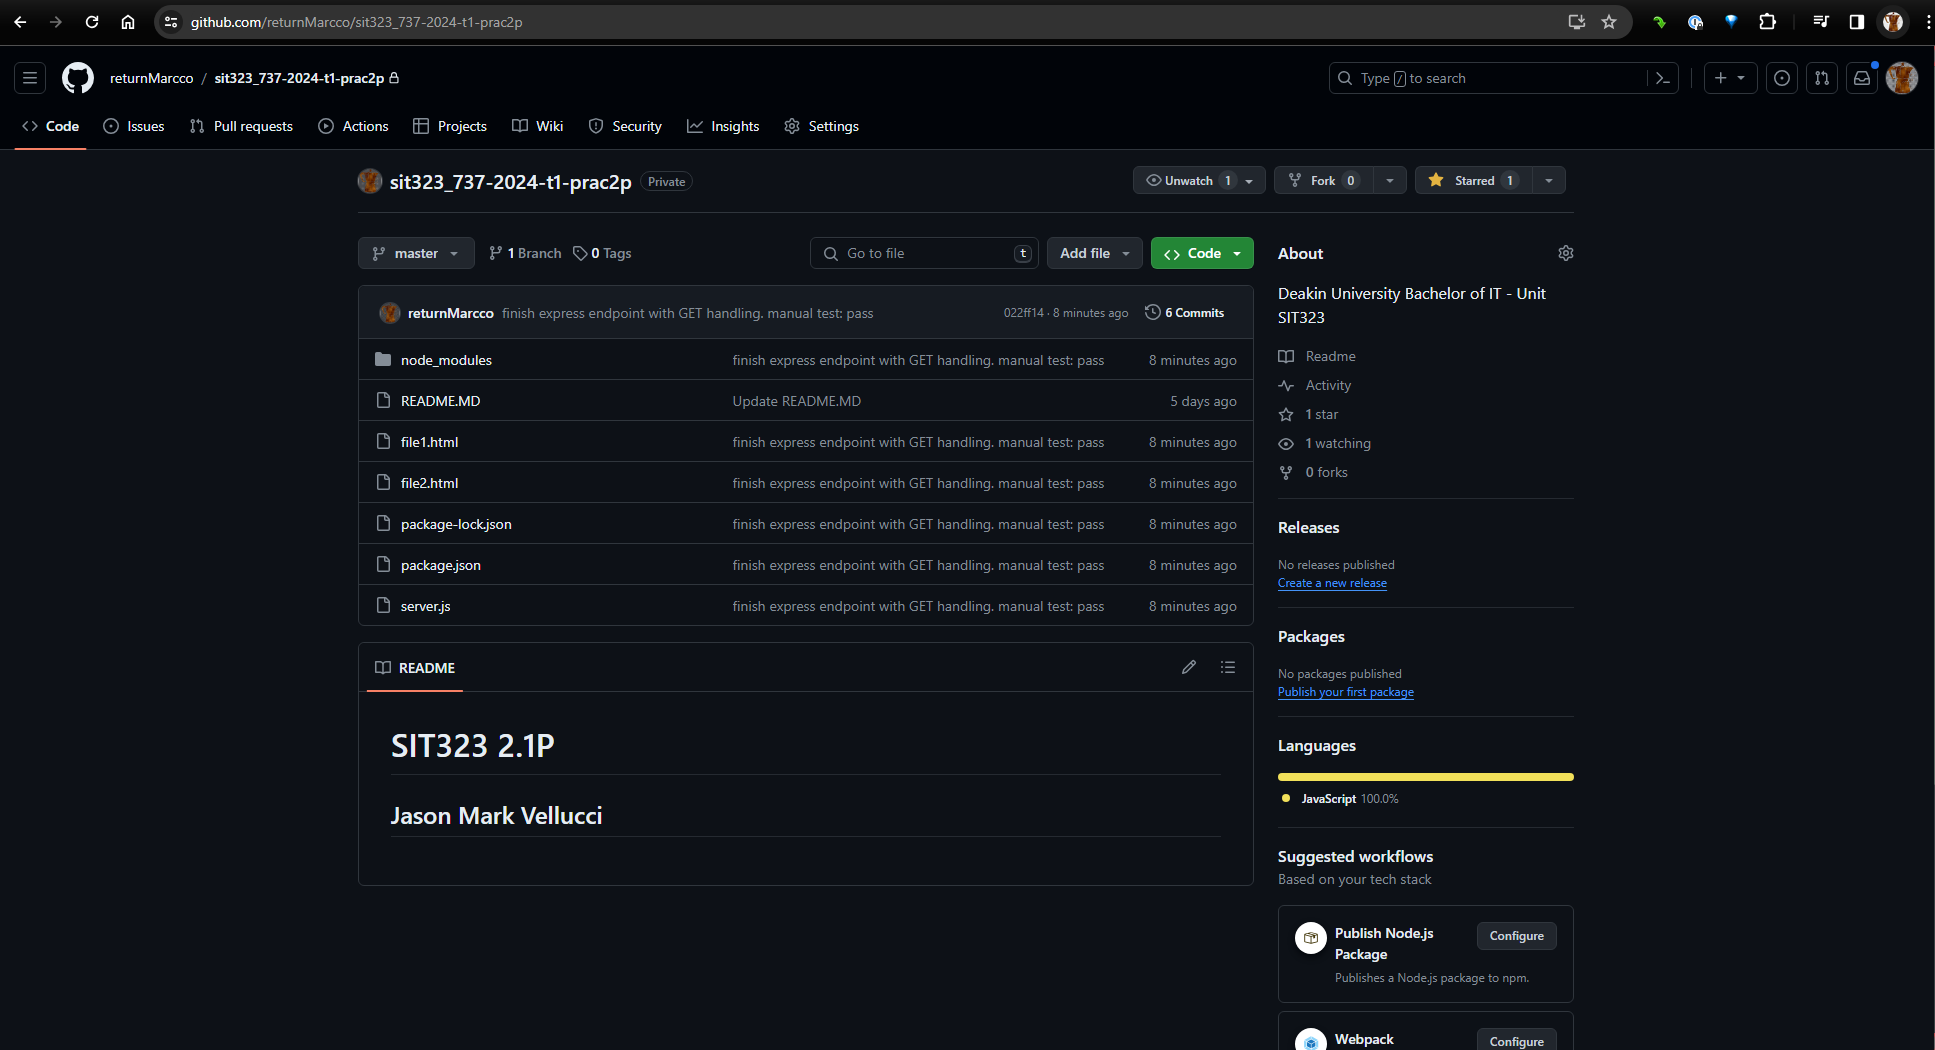 github.com/returnMarcco/sit323_737-2024-t1-prac2p
returnMarcco / sit323_737-2024-t1-prac2p
Type / to search
Code Issues Pull requests Actions Projects Wiki Security Insights Settings
sit323_737-2024-t1-prac2p Private
Unwatch 1 Fork 0 Starred 1
master 1 Branch 0 Tags Go to file t Add file Code
returnMarcco finish express endpoint with GET handling. manual test: pass 022ff14 · 8 minutes ago 6 Commits
node_modules finish express endpoint with GET handling. manual test: pass 8 minutes ago
README.MD Update README.MD 5 days ago
file1.html finish express endpoint with GET handling. manual test: pass 8 minutes ago
file2.html finish express endpoint with GET handling. manual test: pass 8 minutes ago
package-lock.json finish express endpoint with GET handling. manual test: pass 8 minutes ago
package.json finish express endpoint with GET handling. manual test: pass 8 minutes ago
server.js finish express endpoint with GET handling. manual test: pass 8 minutes ago
README
SIT323 2.1P
Jason Mark Vellucci
About
Deakin University Bachelor of IT - Unit
SIT323
Readme
Activity
1 star
1 watching
0 forks
Releases
No releases published
Create a new release
Packages
No packages published
Publish your first package
Languages
JavaScript 100.0%
Suggested workflows
Based on your tech stack
Publish Node.js
Package
Configure
Publishes a Node.js package to npm.
Webpack
Configure